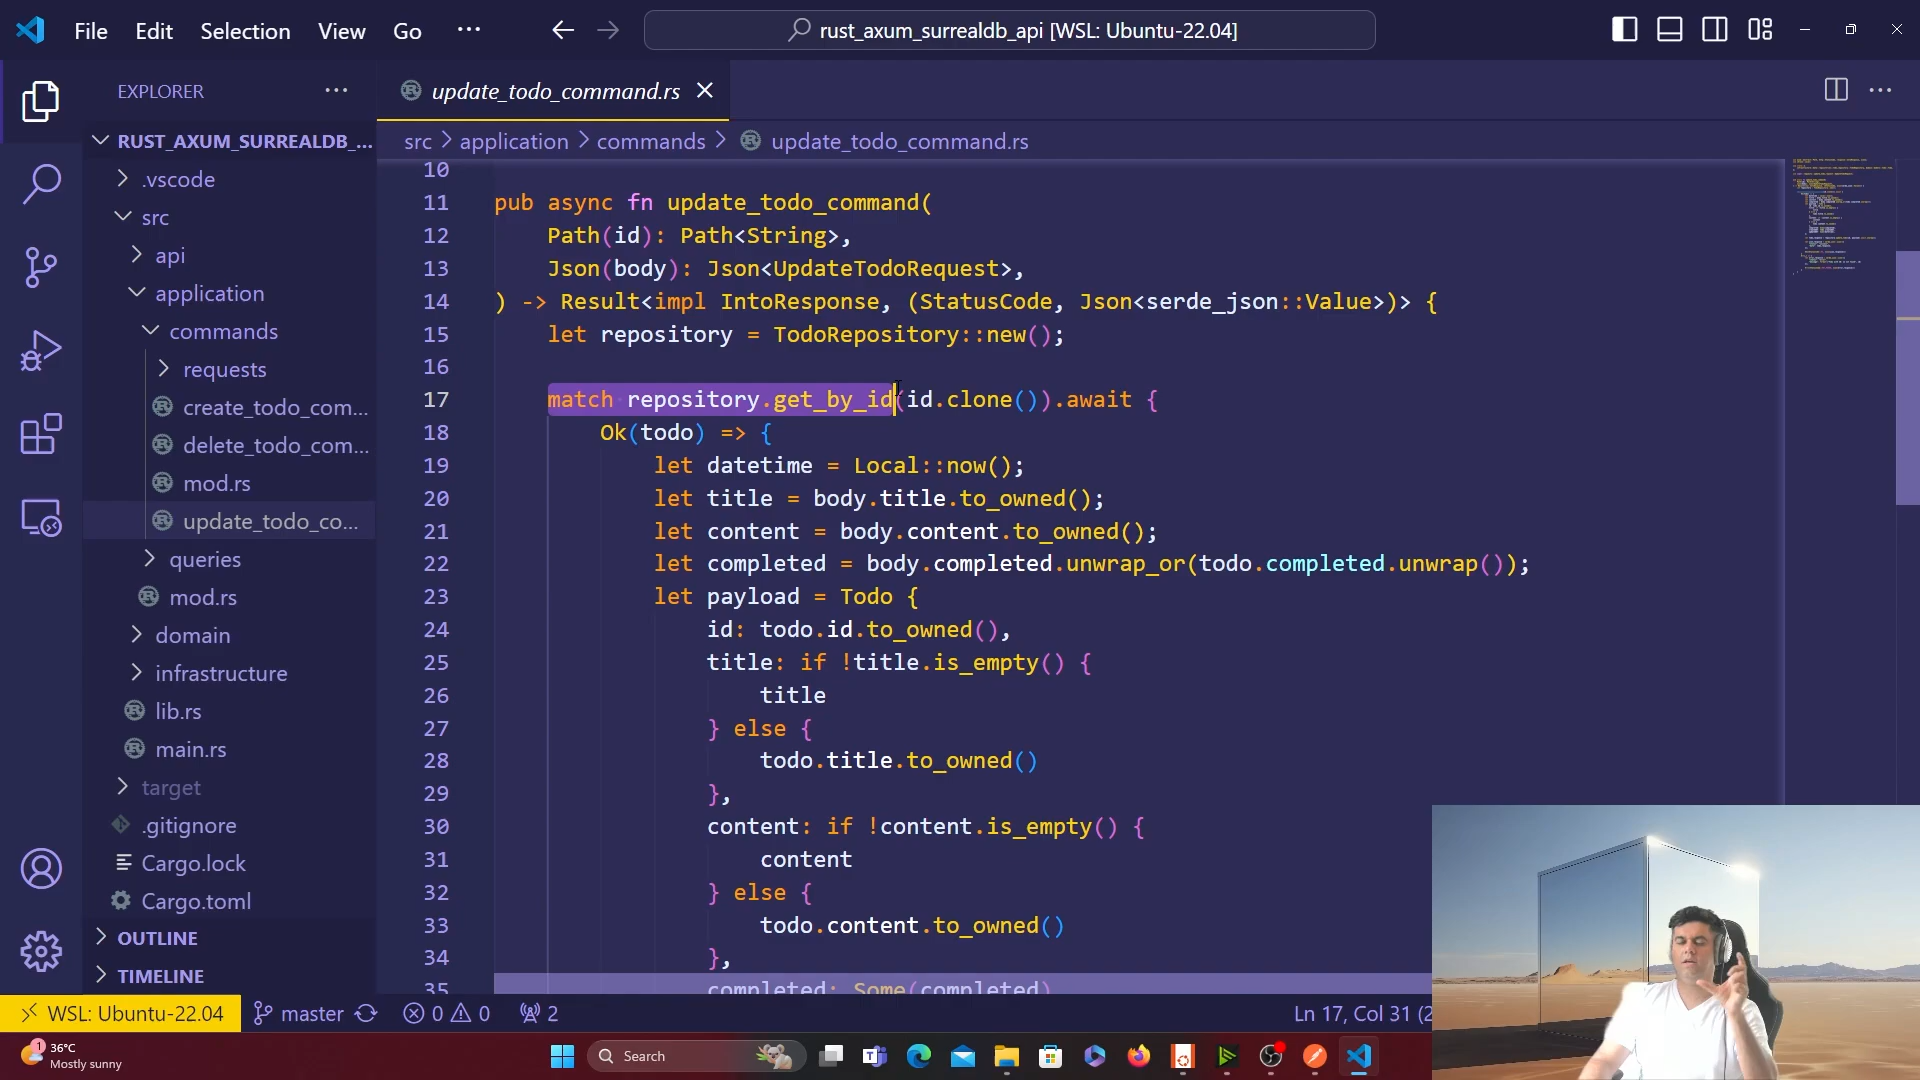 File Edit Selection View Go ...
rust_axum_surrealdb_api [WSL: Ubuntu-22.04]
EXPLORER
RUST_AXUM_SURREALDB_...
.vscode
src
api
application
commands
requests
create_todo_com...
delete_todo_com...
mod.rs
update_todo_co...
queries
mod.rs
domain
infrastructure
lib.rs
main.rs
target
.gitignore
Cargo.lock
Cargo.toml
OUTLINE
TIMELINE
update_todo_command.rs
src > application > commands > update_todo_command.rs
10
11 pub async fn update_todo_command(
12 Path(id): Path<String>,
13 Json(body): Json<UpdateTodoRequest>,
14 ) -> Result<impl IntoResponse, (StatusCode, Json<serde_json::Value>)> {
15 let repository = TodoRepository::new();
16
17 match repository.get_by_id(id.clone()).await {
18 Ok(todo) => {
19 let datetime = Local::now();
20 let title = body.title.to_owned();
21 let content = body.content.to_owned();
22 let completed = body.completed.unwrap_or(todo.completed.unwrap());
23 let payload = Todo {
24 id: todo.id.to_owned(),
25 title: if !title.is_empty() {
26 title
27 } else {
28 todo.title.to_owned()
29 },
30 content: if !content.is_empty() {
31 content
32 } else {
33 todo.content.to_owned()
34 },
35 completed: Some(completed)
WSL: Ubuntu-22.04 master 0 0 2 Ln 17, Col 31 (2
1 36°C
Mostly sunny
Search